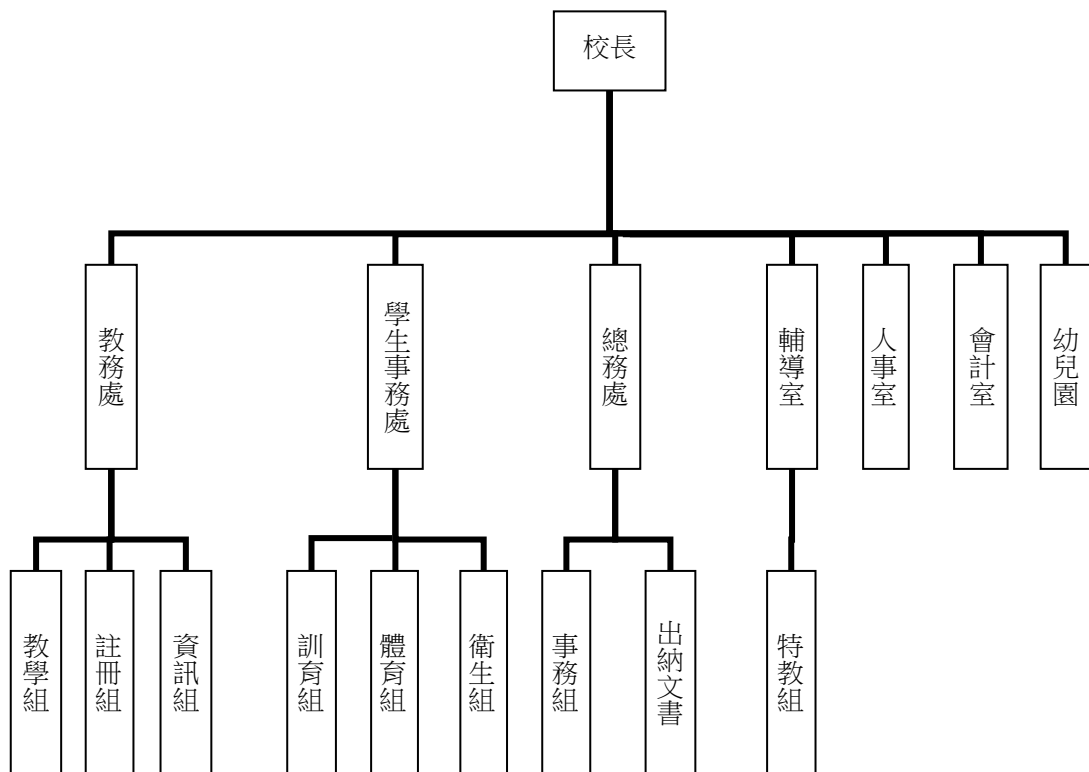 校長
教務處
學生事務處
總務處
輔導室
人事室
會計室
幼兒園
教學組
註冊組
資訊組
訓育組
體育組
衛生組
事務組
出納文書
特教組